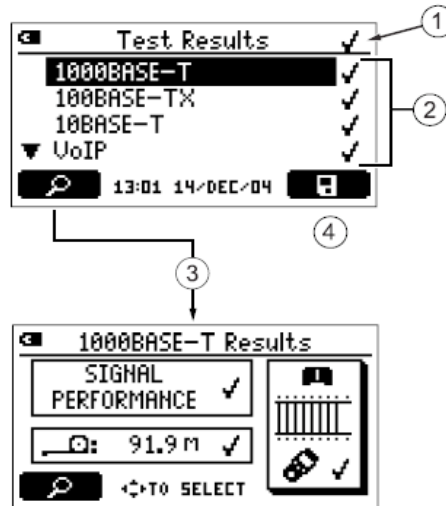 Test Results
1
1000BASE-T
100BASE-TX
10BASE-T
2
VoIP
13:01 14/DEC/04
4
3
1000BASE-T Results
SIGNAL
PERFORMANCE
: 91.9 M
TO SELECT